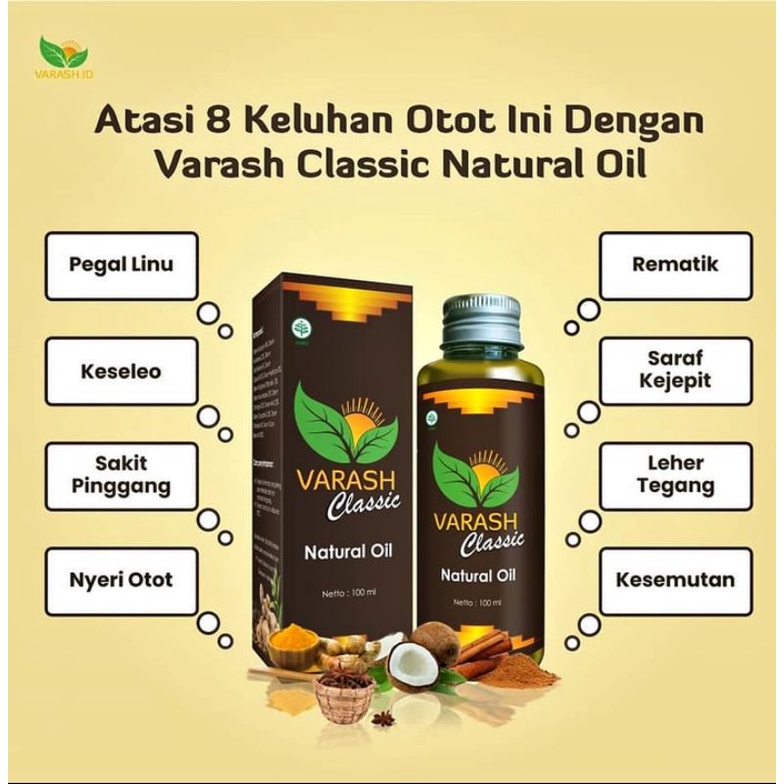 VARASH.ID
Atasi 8 Keluhan Otot Ini Dengan
Varash Classic Natural Oil
Pegal Linu
Keseleo
Sakit
Pinggang
Nyeri Otot
Rematik
Saraf
Kejepit
Leher
Tegang
Kesemutan
VARASH
Classic
Natural Oil
Netto : 100 ml
VARASH
Classic
Natural Oil
Netto : 100 ml